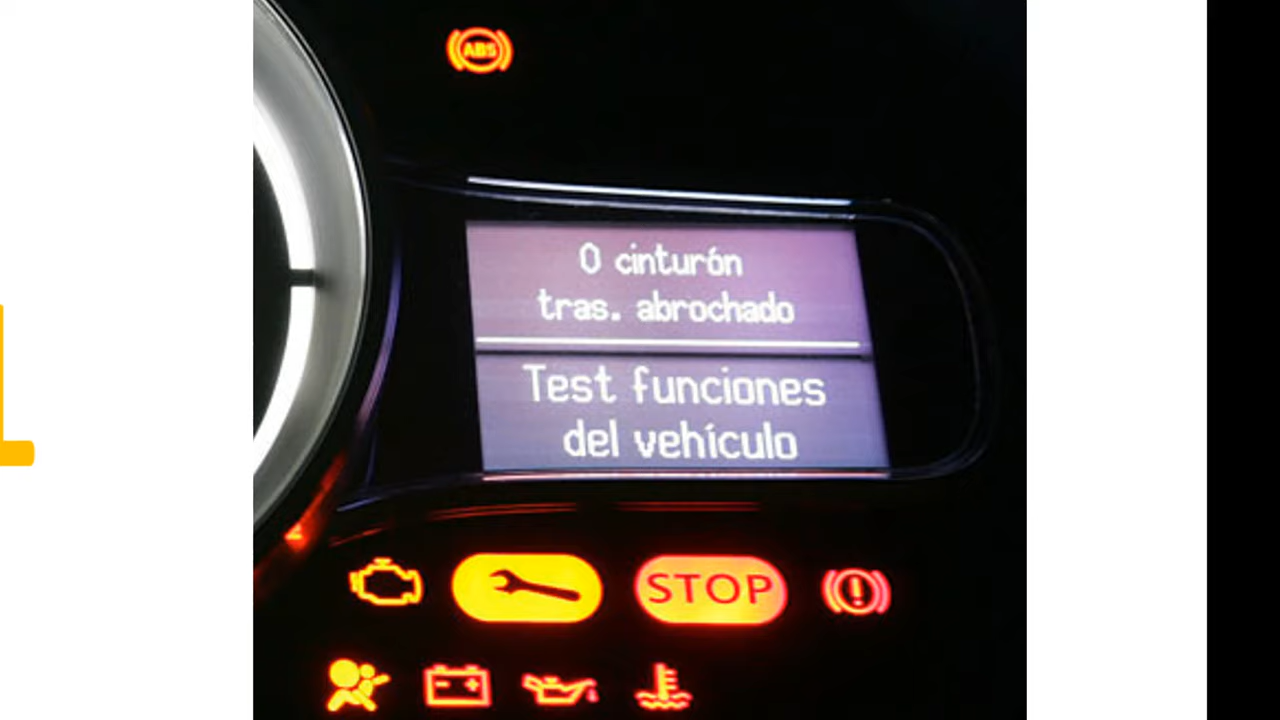 ABS
0 cinturón
tras. abrochado
Test funciones
del vehículo
STOP